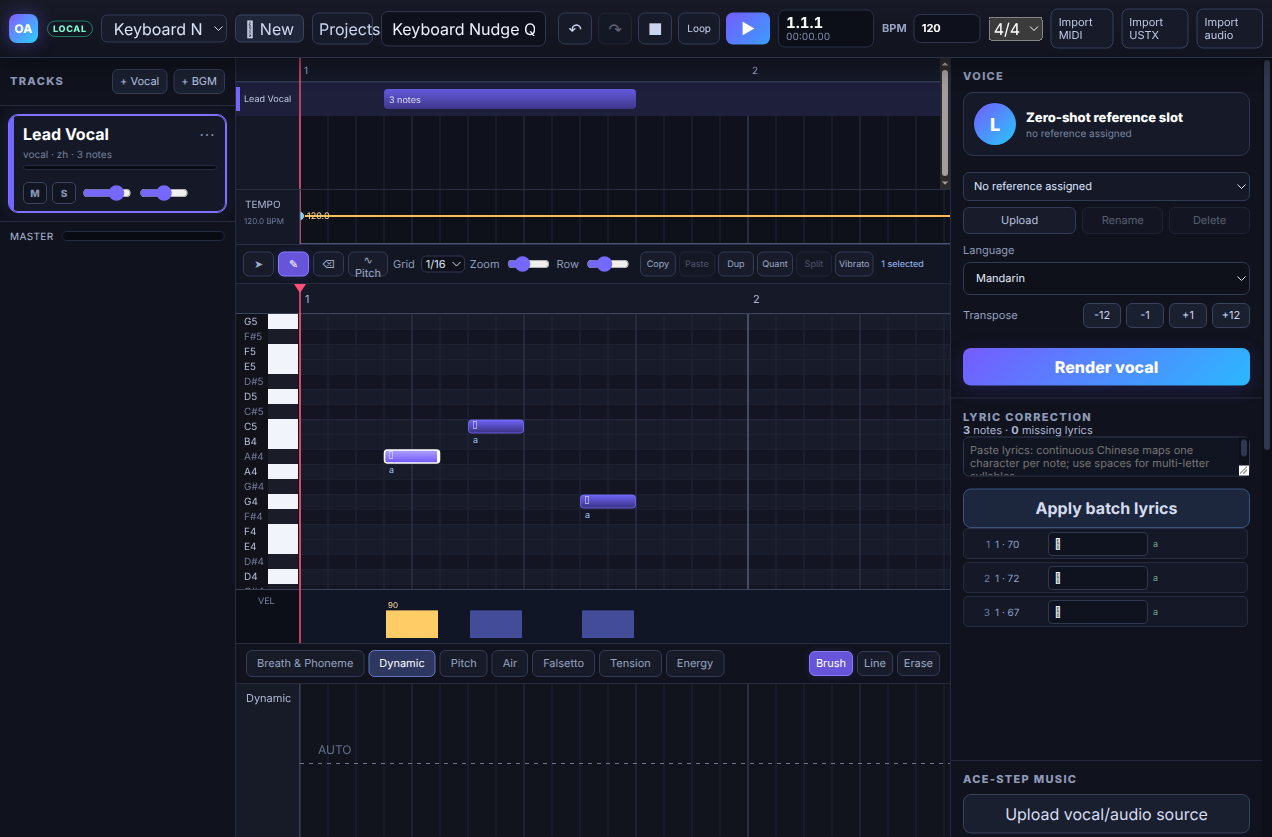 OA LOCAL Keyboard N New Projects Keyboard Nudge Q Loop 1.1.1 00:00.00 BPM 120 4/4 Import MIDI Import USTX Import audio
TRACKS + Vocal + BGM
Lead Vocal ...
vocal · zh · 3 notes
M S
MASTER
1 2
Lead Vocal 3 notes
TEMPO
120.0 BPM 120.0
Pitch Grid 1/16 Zoom Row Copy Paste Dup Quant Split Vibrato 1 selected
1 2
G5
F#5
F5
E5
D#5
D5
C#5
C5
B4 a
A#4
A4 a
G#4
G4
F#4 a
F4
E4
D#4
D4
VEL 90
Breath & Phoneme Dynamic Pitch Air Falsetto Tension Energy Brush Line Erase
Dynamic
AUTO
VOICE
L Zero-shot reference slot
no reference assigned
No reference assigned
Upload Rename Delete
Language
Mandarin
Transpose -12 -1 +1 +12
Render vocal
LYRIC CORRECTION
3 notes · 0 missing lyrics
Paste lyrics: continuous Chinese maps one
character per note; use spaces for multi-letter
Apply batch lyrics
1 1 · 70 a
2 1 · 72 a
3 1 · 67 a
ACE-STEP MUSIC
Upload vocal/audio source